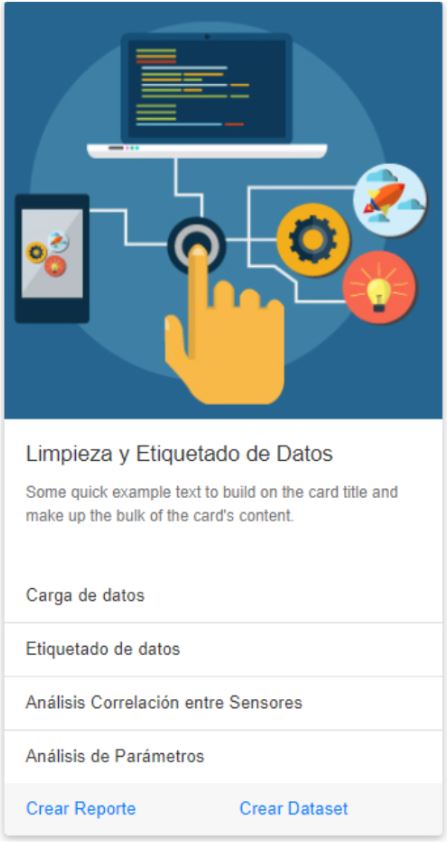 Limpieza y Etiquetado de Datos
Some quick example text to build on the card title and
make up the bulk of the card's content.
Carga de datos
Etiquetado de datos
Análisis Correlación entre Sensores
Análisis de Parámetros
Crear Reporte Crear Dataset